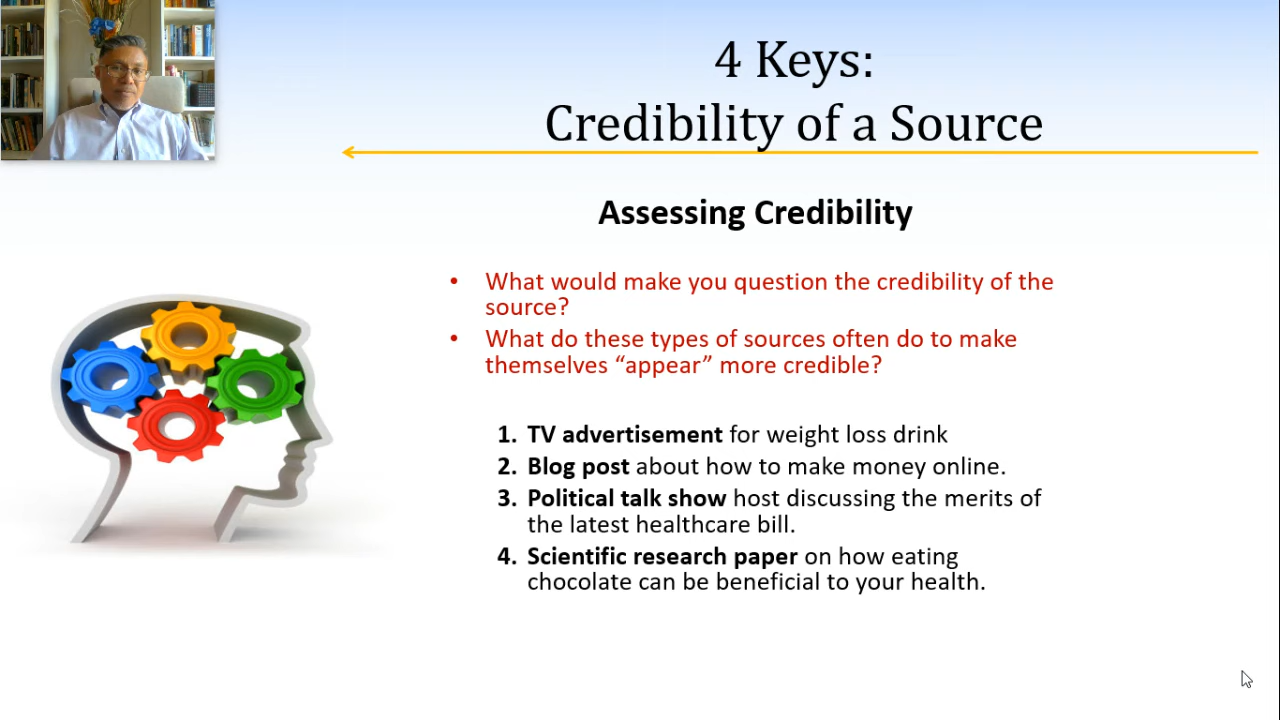 4 Keys:
Credibility of a Source
Assessing Credibility
• What would make you question the credibility of the
source?
• What do these types of sources often do to make
themselves “appear” more credible?
1. TV advertisement for weight loss drink
2. Blog post about how to make money online.
3. Political talk show host discussing the merits of
the latest healthcare bill.
4. Scientific research paper on how eating
chocolate can be beneficial to your health.